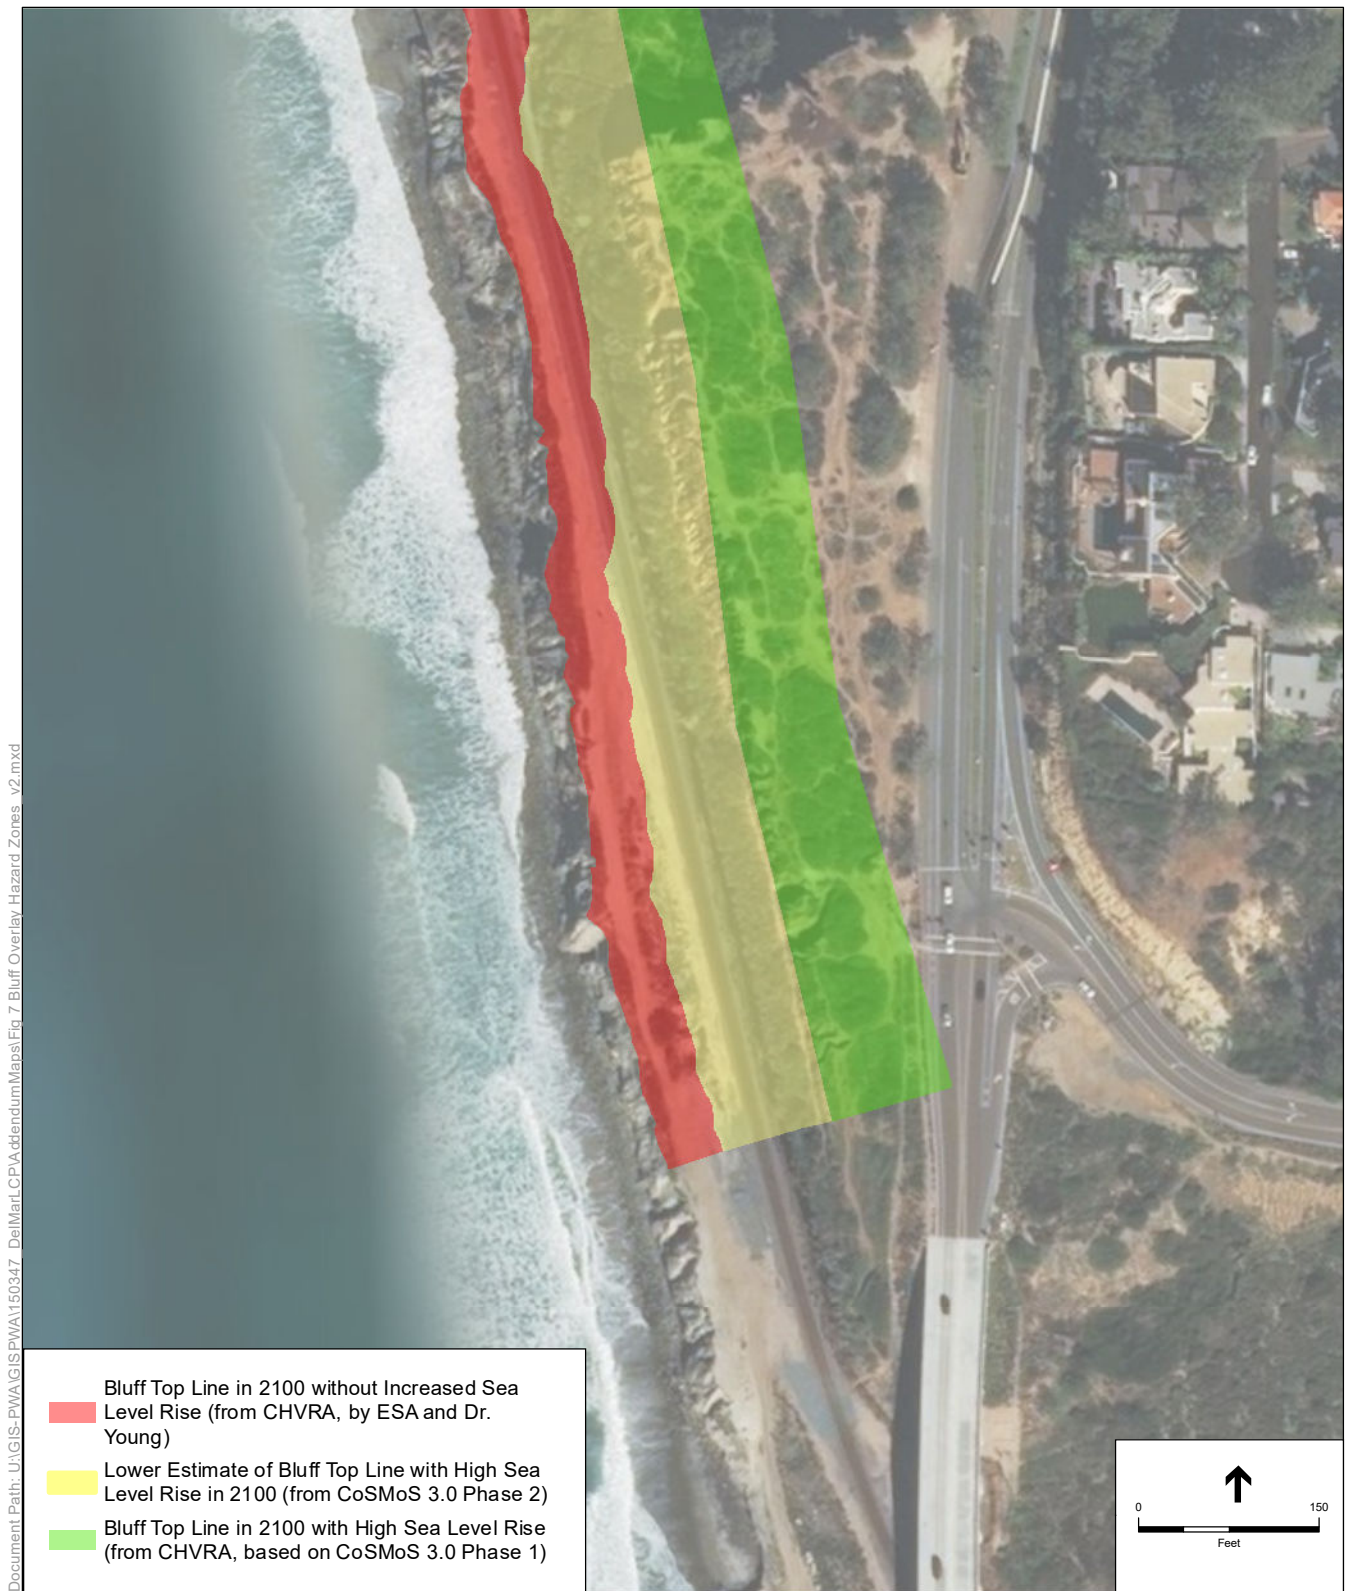 Document Path: U:\GIS-PWA\GIS\PWA\150347_DelMarLCP\AddendumMaps\Fig 7 Bluff Overlay Hazard Zones_v2.mxd
Bluff Top Line in 2100 without Increased Sea
Level Rise (from CHVRA, by ESA and Dr.
Young)
Lower Estimate of Bluff Top Line with High Sea
Level Rise in 2100 (from CoSMoS 3.0 Phase 2)
Bluff Top Line in 2100 with High Sea Level Rise
(from CHVRA, based on CoSMoS 3.0 Phase 1)
0 150
Feet